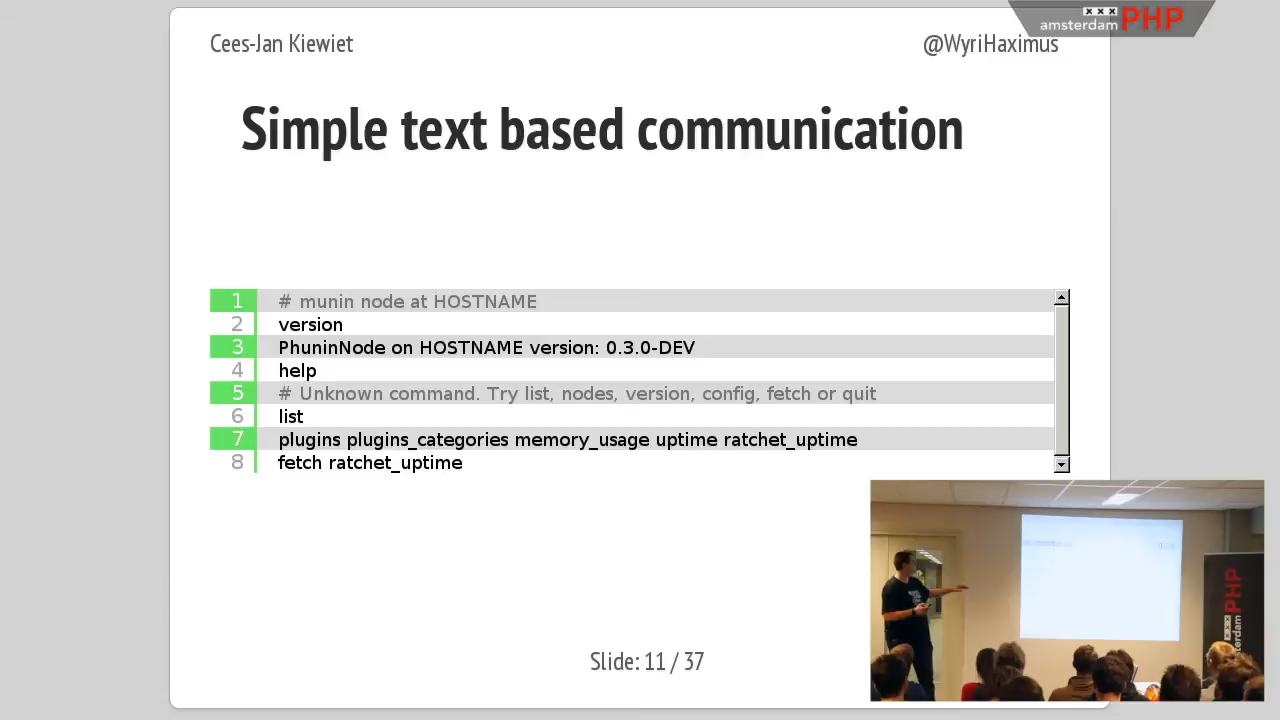 amsterdamPHP
Cees-Jan Kiewiet
@WyriHaximus
Simple text based communication
1 # munin node at HOSTNAME
2 version
3 PhuninNode on HOSTNAME version: 0.3.0-DEV
4 help
5 # Unknown command. Try list, nodes, version, config, fetch or quit
6 list
7 plugins plugins_categories memory_usage uptime ratchet_uptime
8 fetch ratchet_uptime
Slide: 11 / 37
PHP